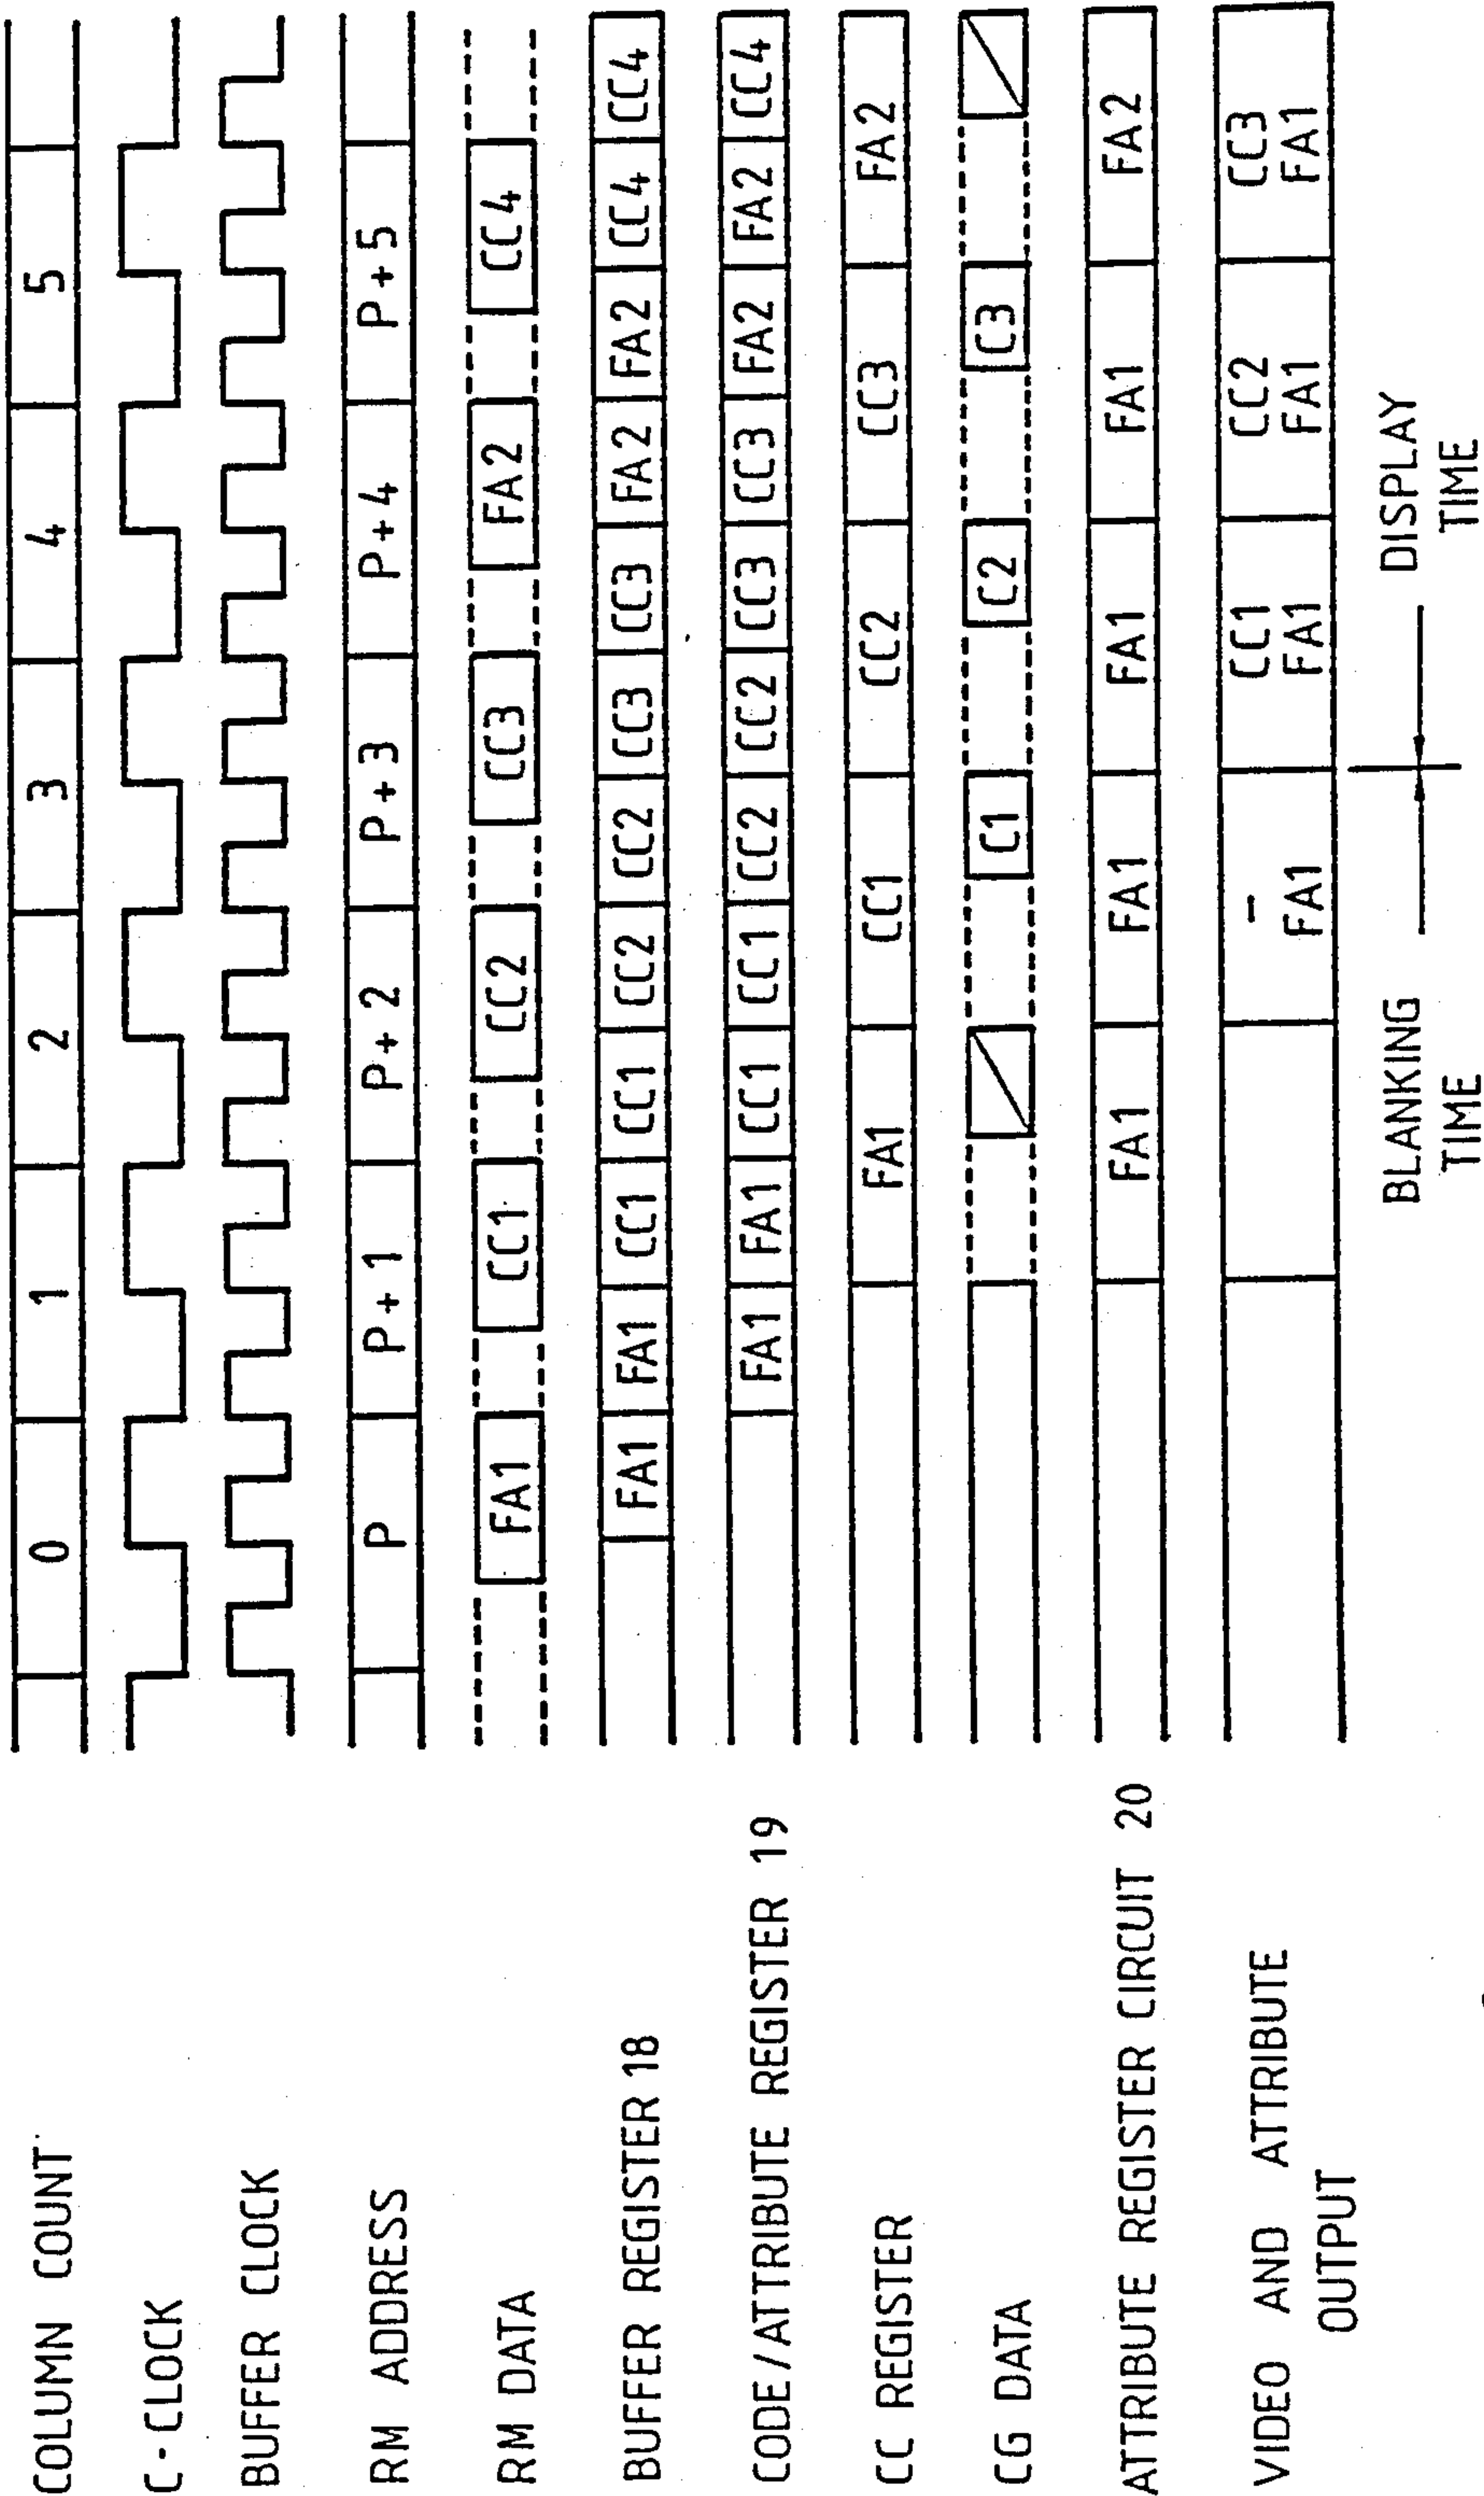 COLUMN COUNT 0 1 2 3 4 5
C-CLOCK
BUFFER CLOCK
RM ADDRESS P P+1 P+2 P+3 P+4 P+5
RM DATA FA1 CC1 CC2 CC3 FA2 CC4
BUFFER REGISTER 18 FA1 FA1 CC1 CC1 CC2 CC2 CC3 CC3 FA2 FA2 CC4 CC4
CODE/ATTRIBUTE REGISTER 19 FA1 FA1 CC1 CC1 CC2 CC2 CC3 CC3 FA2 FA2 CC4
CC REGISTER FA1 CC1 CC2 CC3 FA2
CG DATA C1 C2 C3
ATTRIBUTE REGISTER CIRCUIT 20 FA1 FA1 FA1 FA1 FA2
VIDEO AND ATTRIBUTE – CC1 CC2 CC3
OUTPUT FA1 FA1 FA1 FA1
BLANKING DISPLAY
TIME TIME